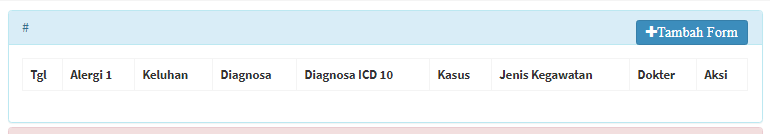 #
Tambah Form
Tgl Alergi 1 Keluhan Diagnosa Diagnosa ICD 10 Kasus Jenis Kegawatan Dokter Aksi